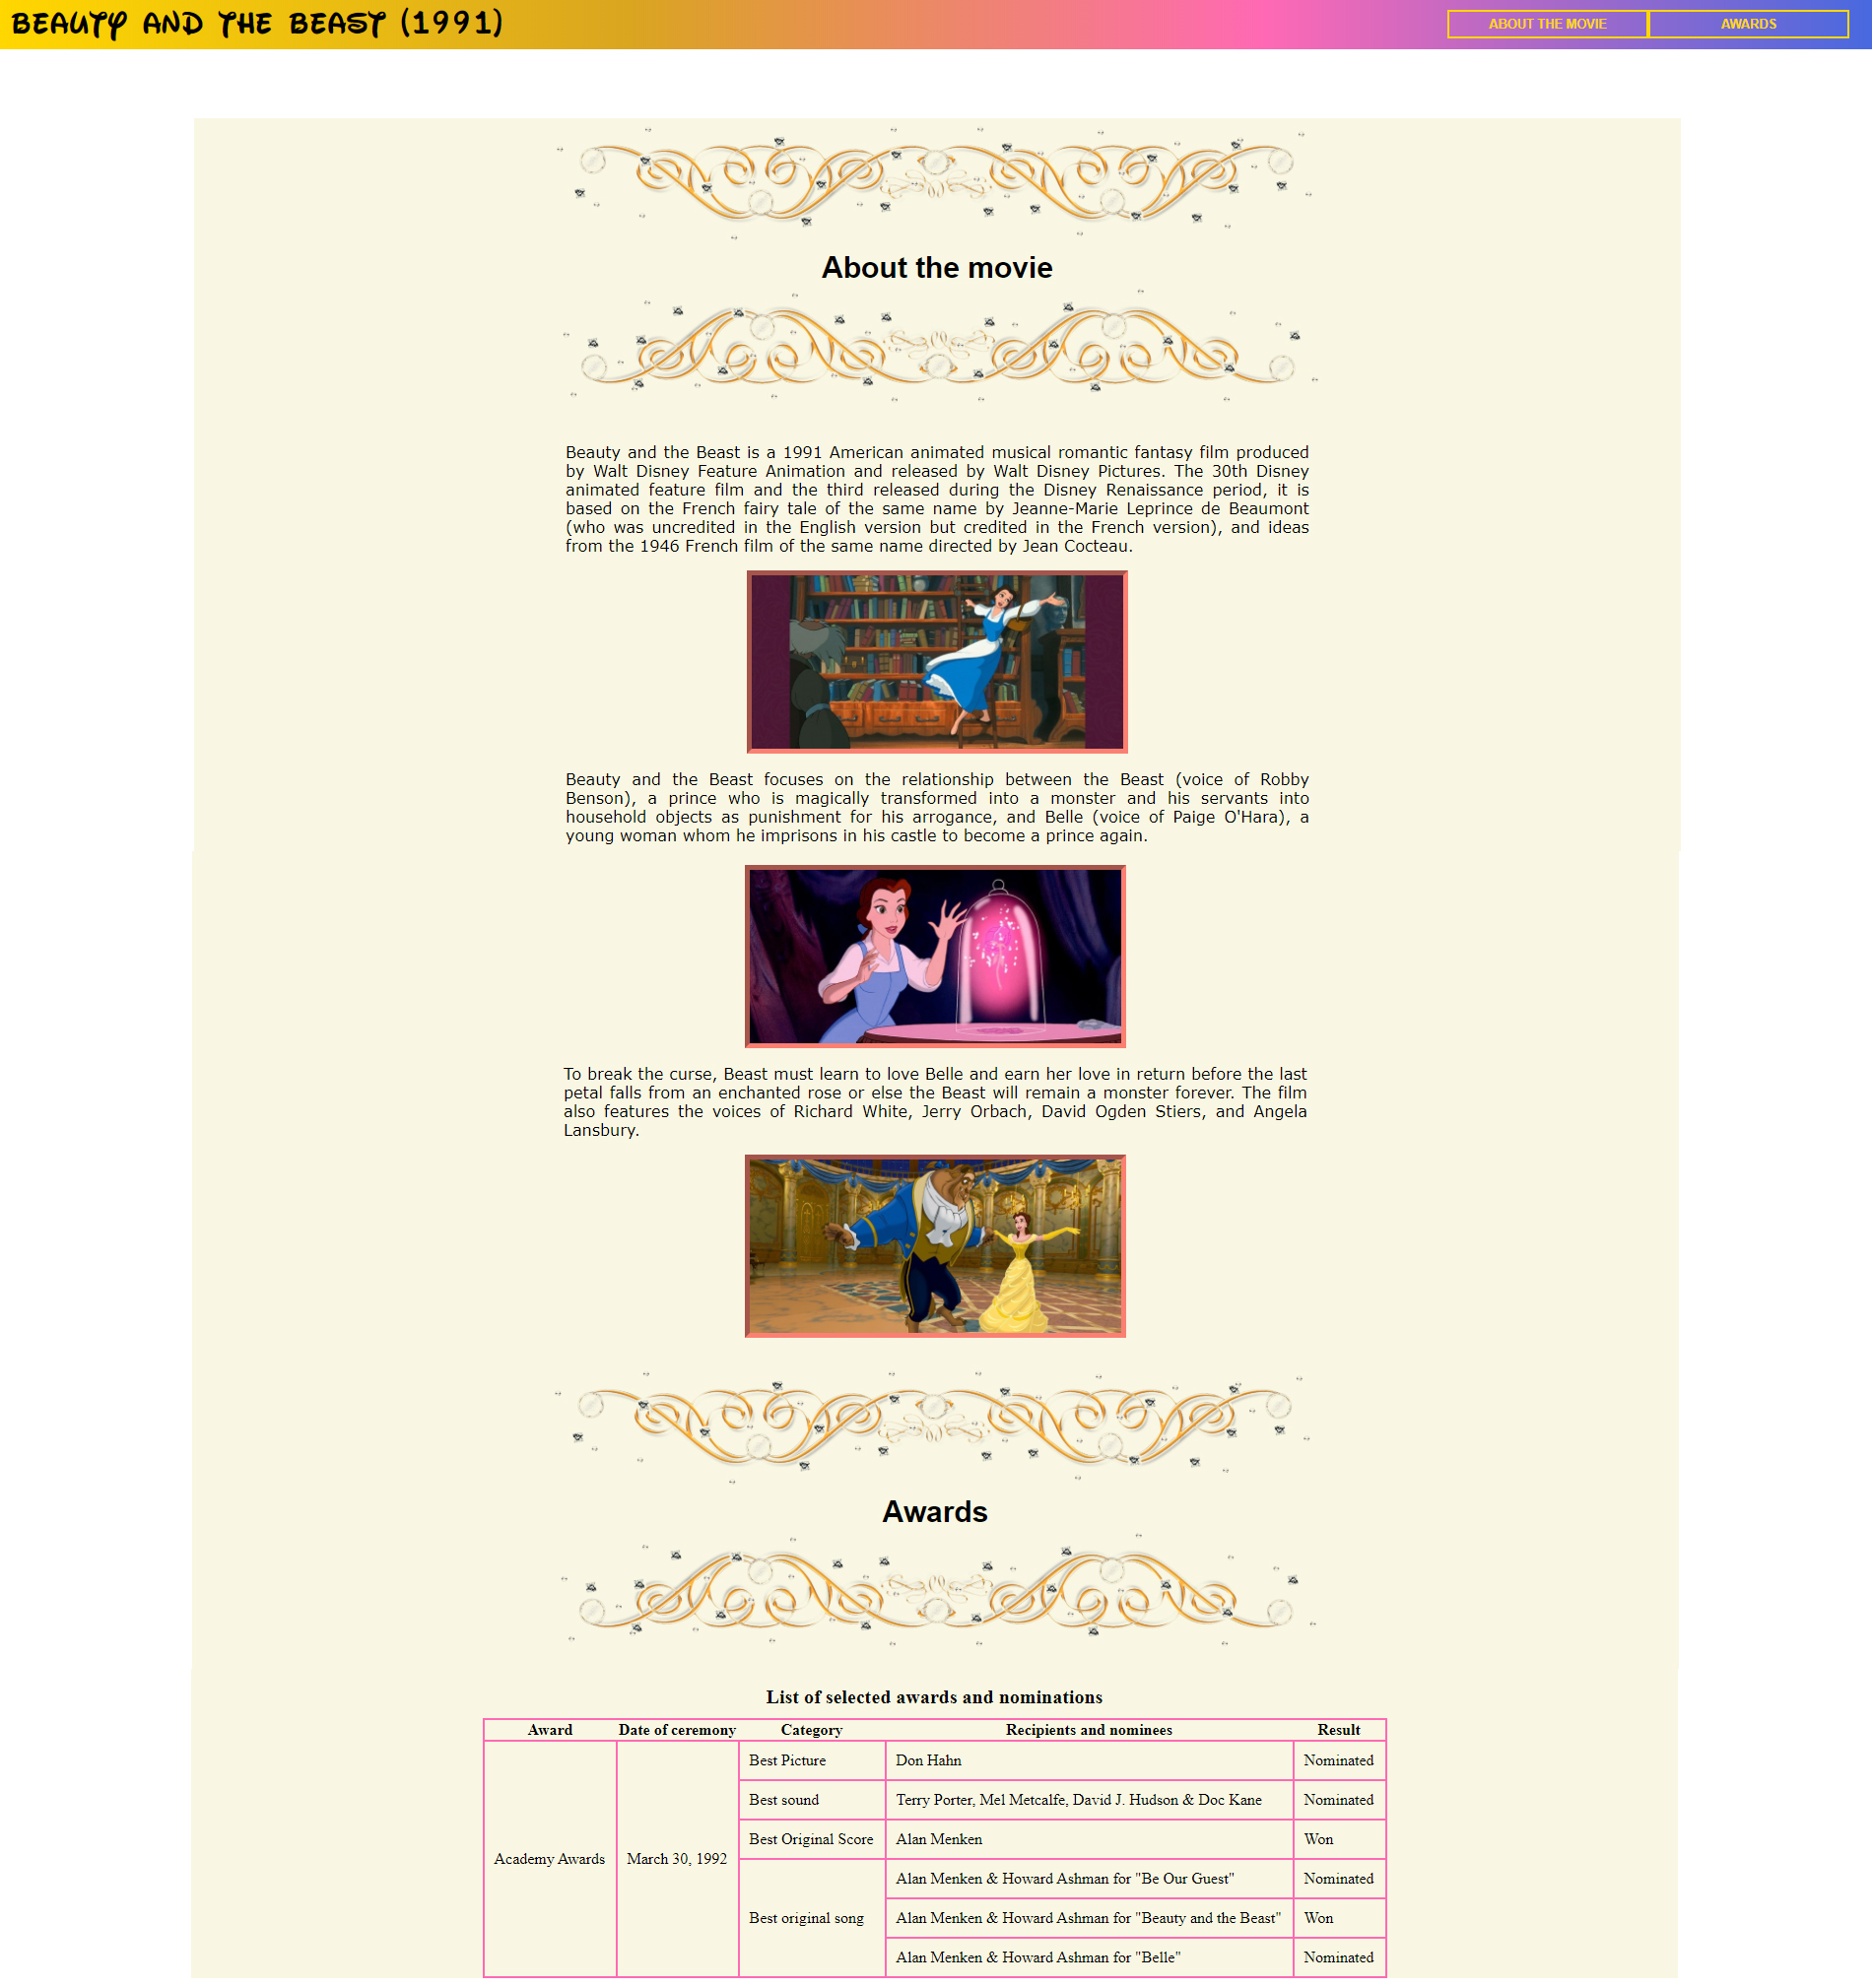 BEAUTY AND THE BEAST (1991)
ABOUT THE MOVIE
AWARDS
About the movie
Beauty and the Beast is a 1991 American animated musical romantic fantasy film produced
by Walt Disney Feature Animation and released by Walt Disney Pictures. The 30th Disney
animated feature film and the third released during the Disney Renaissance period, it is
based on the French fairy tale of the same name by Jeanne-Marie Leprince de Beaumont
(who was uncredited in the English version but credited in the French version), and ideas
from the 1946 French film of the same name directed by Jean Cocteau.
Beauty and the Beast focuses on the relationship between the Beast (voice of Robby
Benson), a prince who is magically transformed into a monster and his servants into
household objects as punishment for his arrogance, and Belle (voice of Paige O'Hara), a
young woman whom he imprisons in his castle to become a prince again.
To break the curse, Beast must learn to love Belle and earn her love in return before the last
petal falls from an enchanted rose or else the Beast will remain a monster forever. The film
also features the voices of Richard White, Jerry Orbach, David Ogden Stiers, and Angela
Lansbury.
Awards
List of selected awards and nominations
Award Date of ceremony Category Recipients and nominees Result
Best Picture Don Hahn Nominated
Best sound Terry Porter, Mel Metcalfe, David J. Hudson & Doc Kane Nominated
Best Original Score Alan Menken Won
Academy Awards March 30, 1992
Alan Menken & Howard Ashman for "Be Our Guest" Nominated
Best original song Alan Menken & Howard Ashman for "Beauty and the Beast" Won
Alan Menken & Howard Ashman for "Belle" Nominated